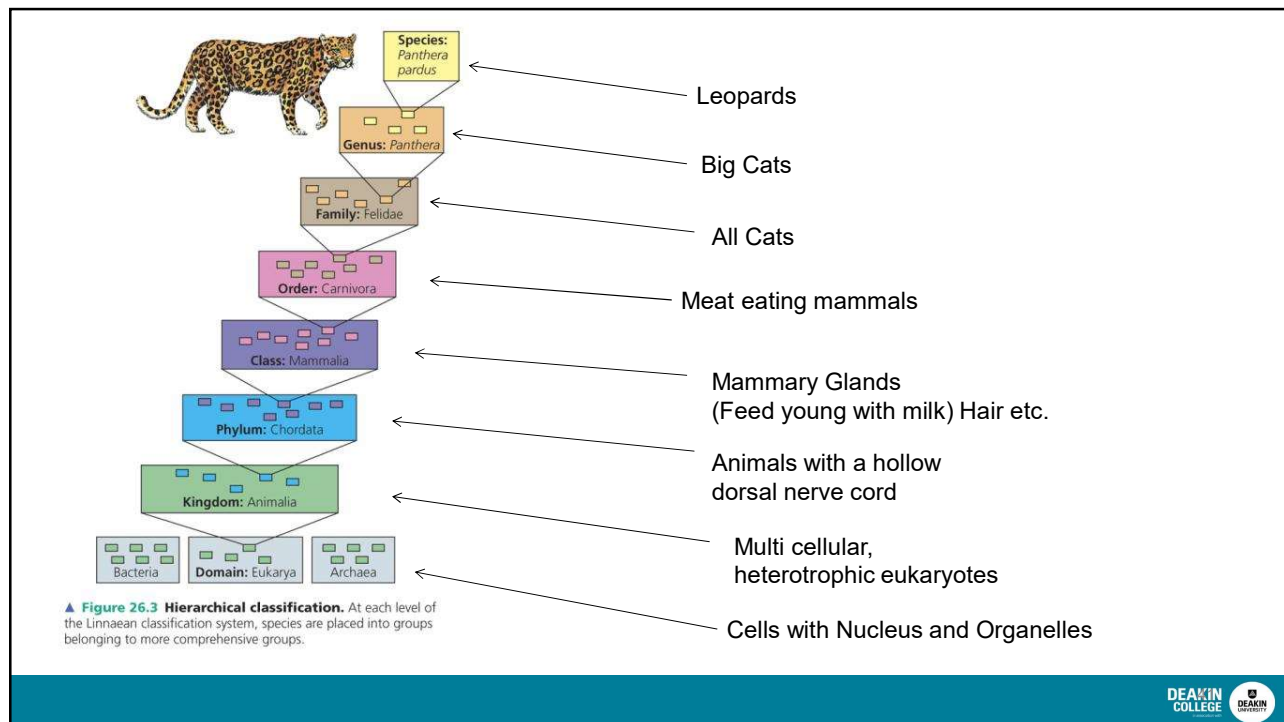 Species:
Panthera
pardus
Leopards
Genus: Panthera
Big Cats
Family: Felidae
All Cats
Order: Carnivora
Meat eating mammals
Class: Mammalia
Mammary Glands
(Feed young with milk) Hair etc.
Phylum: Chordata
Animals with a hollow
dorsal nerve cord
Kingdom: Animalia
Multi cellular,
heterotrophic eukaryotes
Bacteria
Domain: Eukarya
Archaea
Cells with Nucleus and Organelles
▲ Figure 26.3 Hierarchical classification. At each level of
the Linnaean classification system, species are placed into groups
belonging to more comprehensive groups.
DEAKIN
COLLEGE
DEAKIN
UNIVERSITY